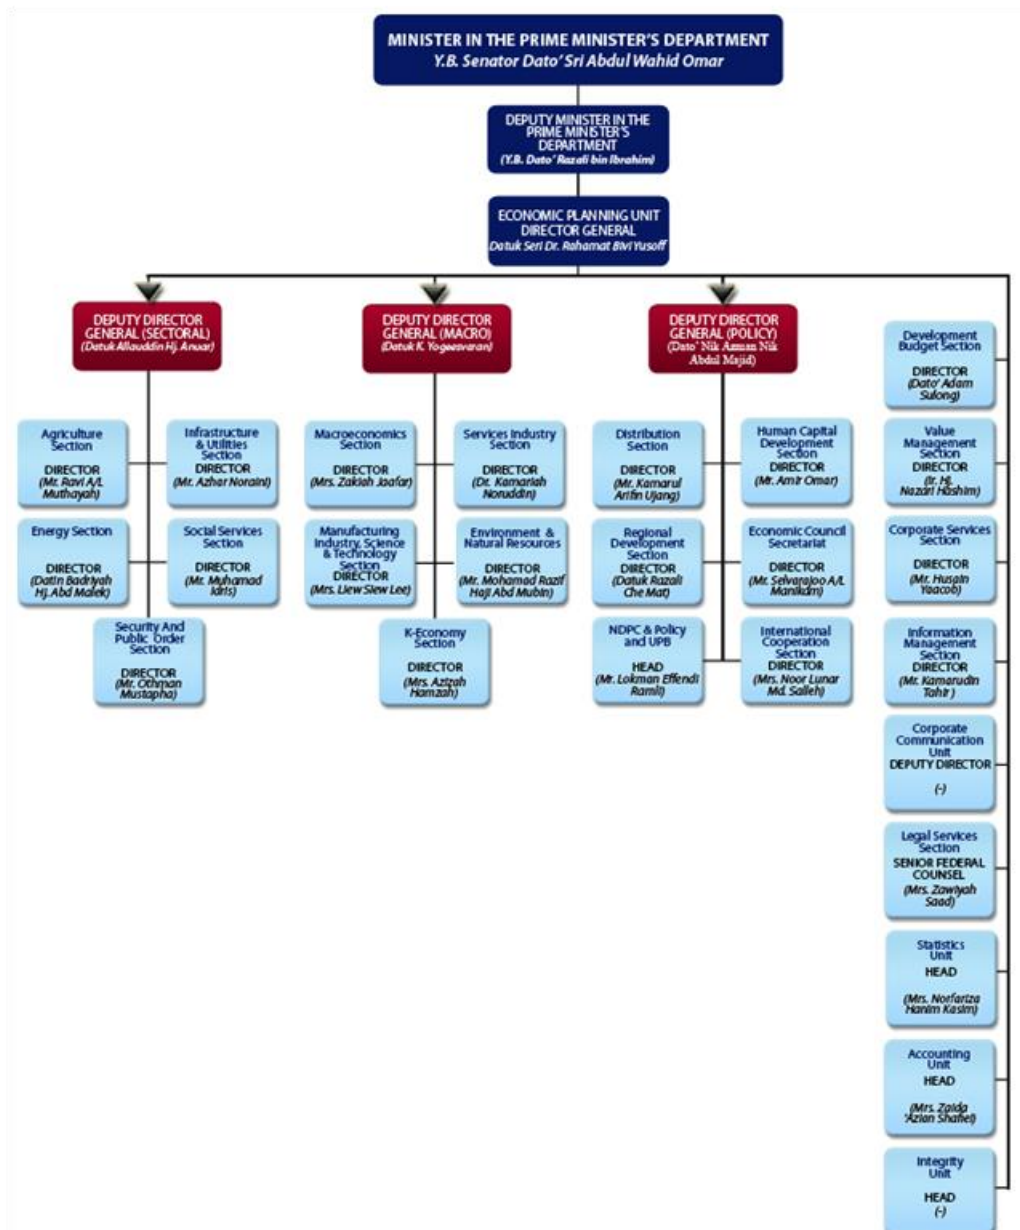 MINISTER IN THE PRIME MINISTER'S DEPARTMENT
Y.B. Senator Dato' Sri Abdul Wahid Omar
DEPUTY MINISTER IN THE
PRIME MINISTER'S
DEPARTMENT
(Y.B. Dato' Razali bin Ibrahim)
ECONOMIC PLANNING UNIT
DIRECTOR GENERAL
Datuk Seri Dr. Rahamat Bivi Yusoff
DEPUTY DIRECTOR
GENERAL (SECTORAL)
(Datuk Allauddin Hj. Anuar)
DEPUTY DIRECTOR
GENERAL (MACRO)
(Datuk K. Yogeesvaran)
DEPUTY DIRECTOR
GENERAL (POLICY)
(Dato' Nik Azman Nik
Abdul Majid)
Agriculture
Section
DIRECTOR
(Mr. Ravi A/L
Muthayah)
Infrastructure
& Utilities
Section
DIRECTOR
(Mr. Azhar Noraini)
Energy Section
DIRECTOR
(Datin Badriyah
Hj. Abd Malek)
Social Services
Section
DIRECTOR
(Mr. Muhamad
Idris)
Security And
Public Order
Section
DIRECTOR
(Mr. Othman
Mustapha)
Macroeconomics
Section
DIRECTOR
(Mrs. Zakiah Jaafar)
Services Industry
Section
DIRECTOR
(Dr. Kamariah
Noruddin)
Manufacturing
Industry, Science
& Technology
Section
DIRECTOR
(Mrs. Liew Siew Lee)
Environment &
Natural Resources
DIRECTOR
(Mr. Mohamad Razif
Haji Abd Mubin)
K-Economy
Section
DIRECTOR
(Mrs. Azizah
Hamzah)
Distribution
Section
DIRECTOR
(Mr. Kamarul
Arifin Ujang)
Human Capital
Development
Section
DIRECTOR
(Mr. Amir Omar)
Regional
Development
Section
DIRECTOR
(Datuk Razali
Che Mat)
Economic Council
Secretariat
DIRECTOR
(Mr. Selvarajoo A/L
Manikam)
NDPC & Policy
and UPB
HEAD
(Mr. Lokman Effendi
Ramli)
International
Cooperation
Section
DIRECTOR
(Mrs. Noor Lunar
Md. Salleh)
Development
Budget Section
DIRECTOR
(Dato' Adam
Sulong)
Value
Management
Section
DIRECTOR
(Ir. Hj.
Nazari Hashim)
Corporate Services
Section
DIRECTOR
(Mr. Husain
Yaacob)
Information
Management
Section
DIRECTOR
(Mr. Kamarudin
Tahir )
Corporate
Communication
Unit
DEPUTY DIRECTOR
(-)
Legal Services
Section
SENIOR FEDERAL
COUNSEL
(Mrs. Zawiyah
Saad)
Statistics
Unit
HEAD
(Mrs. Norfariza
Hanim Kasim)
Accounting
Unit
HEAD
(Mrs. Zaida
'Azian Shafiei)
Integrity
Unit
HEAD
(-)